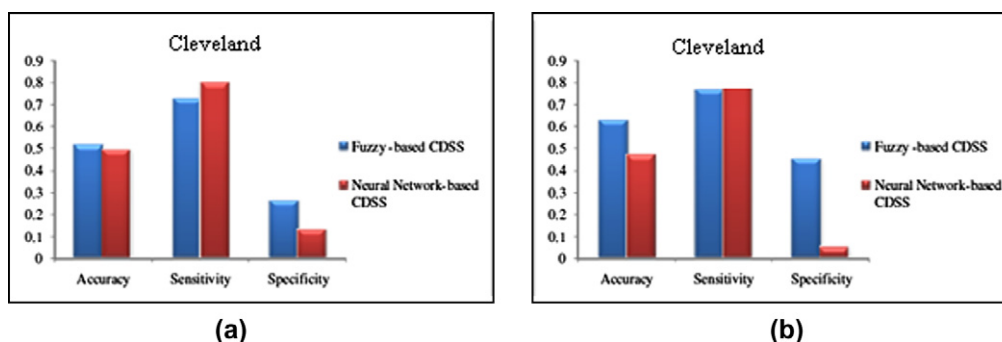 Cleveland
0.9
0.8
0.7
0.6
0.5
0.4
0.3
0.2
0.1
0
Accuracy Sensitivity Specificity
Fuzzy-based CDSS
Neural Network-based
CDSS
(a)
Cleveland
0.9
0.8
0.7
0.6
0.5
0.4
0.3
0.2
0.1
0
Accuracy Sensitivity Specificity
Fuzzy-based CDSS
Neural Network-based
CDSS
(b)